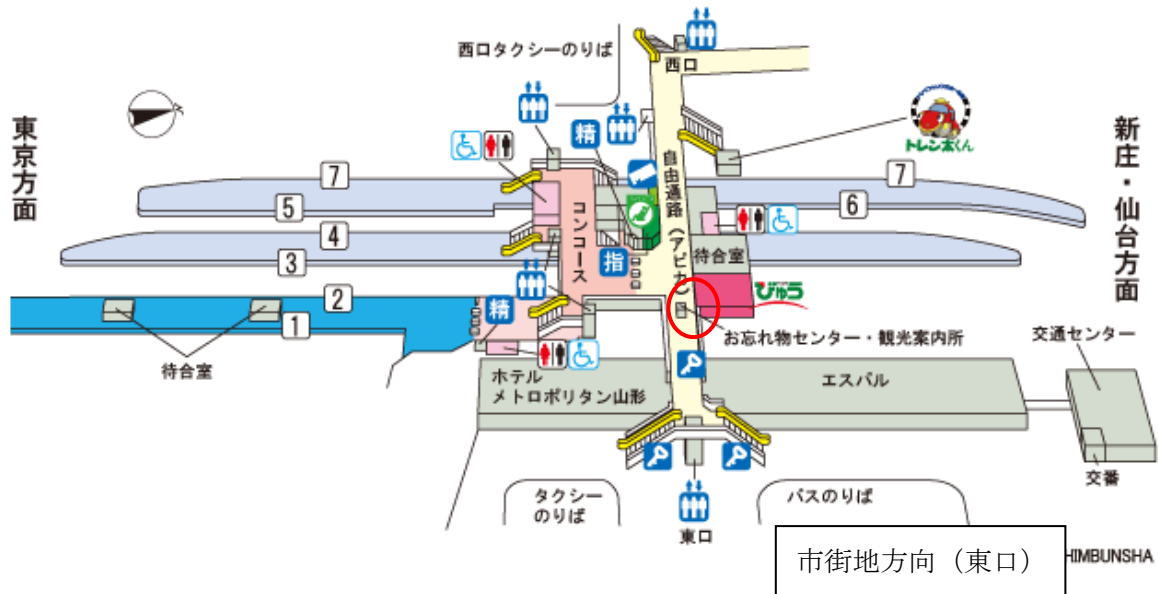 西口タクシーのりば
西口
トレン太くん
東京方面
新庄・仙台方面
精
7
7
5
6
4
3
2
1
コンコース
自由通路（アピカ）
待合室
指
びゅう
精
お忘れ物センター・観光案内所
待合室
交通センター
ホテル
メトロポリタン山形
エスパル
交番
タクシー
のりば
バスのりば
東口
市街地方向（東口）
HIMBUNSHA